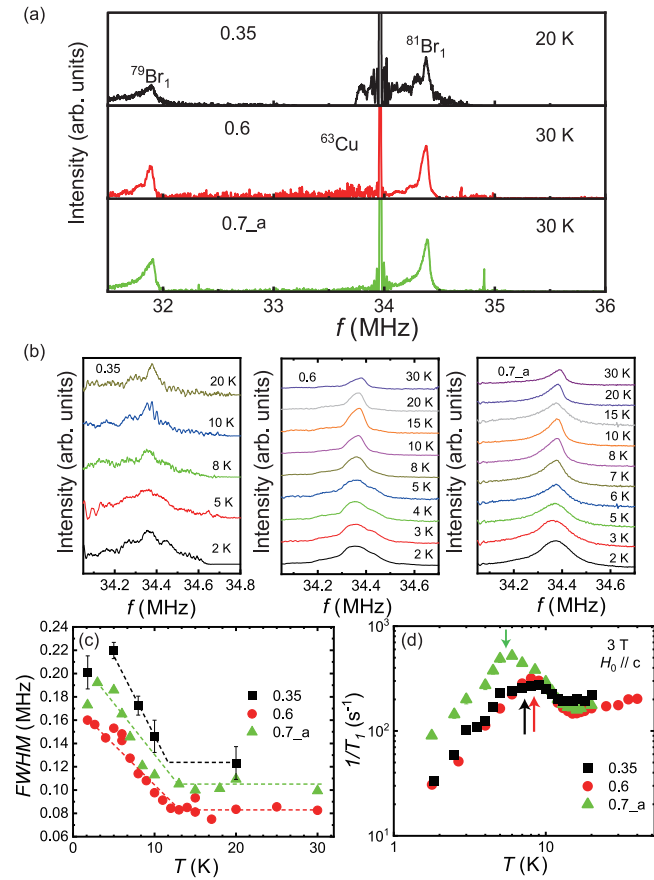 (a)
Intensity (arb. units)
0.35
20 K
⁷⁹Br₁
⁸¹Br₁
0.6
30 K
⁶³Cu
0.7_a
30 K
32 33 34 35 36
f (MHz)
(b)
Intensity (arb. units)
0.35
20 K
10 K
8 K
5 K
2 K
34.2 34.4 34.6 34.8
f (MHz)
Intensity (arb. units)
0.6
30 K
20 K
15 K
10 K
8 K
5 K
4 K
3 K
2 K
34.2 34.4 34.6
f (MHz)
Intensity (arb. units)
0.7_a
30 K
20 K
15 K
10 K
8 K
7 K
6 K
5 K
3 K
2 K
34.2 34.4 34.6
f (MHz)
(c)
FWHM (MHz)
0.24
0.22
0.20
0.18
0.16
0.14
0.12
0.10
0.08
0.06
0.35
0.6
0.7_a
0 5 10 15 20 25 30
T (K)
(d)
1/T₁ (s⁻¹)
10³
10²
10¹
3 T
H₀ // c
0.35
0.6
0.7_a
1 10
T (K)